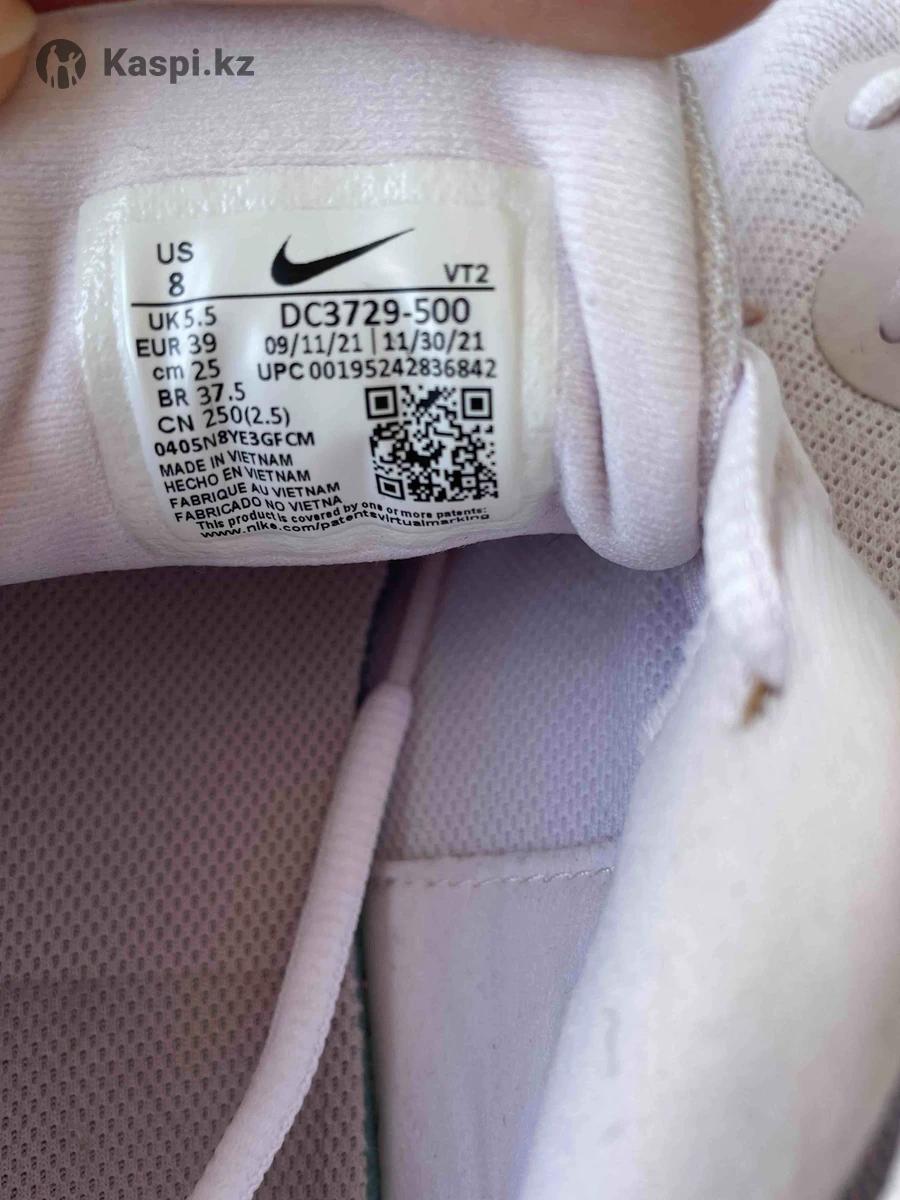 Kaspi.kz
US
8
VT2
UK 5.5
DC3729-500
EUR 39
09/11/21 | 11/30/21
cm 25
UPC 00195242836842
BR 37.5
CN 250(2.5)
0405N8YE3GFCM
MADE IN VIETNAM
HECHO EN VIETNAM
FABRIQUE AU VIETNAM
FABRICADO NO VIETNA
This product is covered by one or more patents:
www.nike.com/patentsvirtualmarking